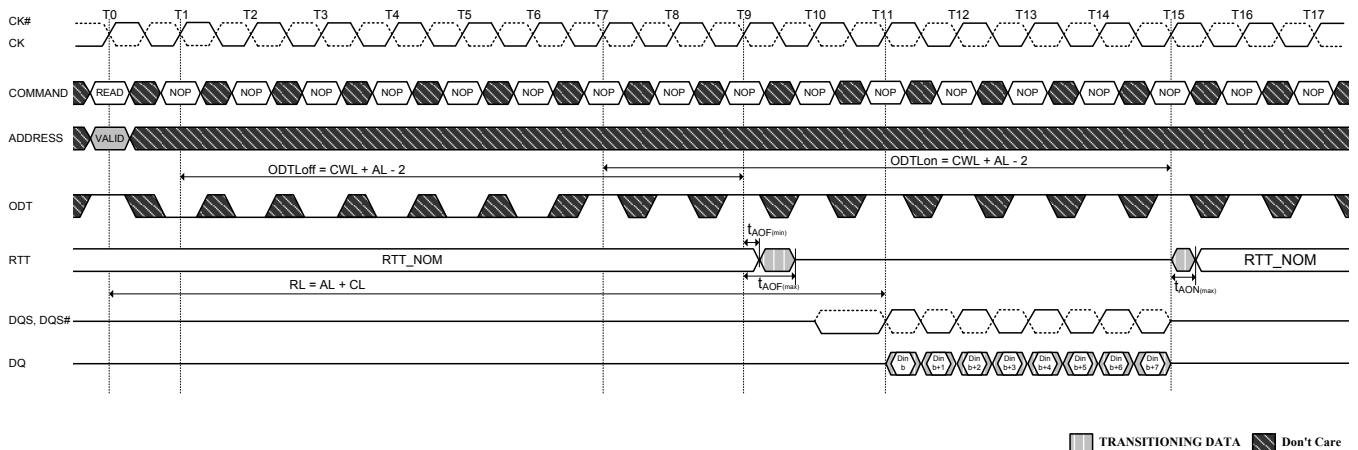 CK#
CK
T0 T1 T2 T3 T4 T5 T6 T7 T8 T9 T10 T11 T12 T13 T14 T15 T16 T17
COMMAND READ NOP NOP NOP NOP NOP NOP NOP NOP NOP NOP NOP NOP NOP NOP NOP NOP NOP
ADDRESS VALID
ODTLoff = CWL + AL - 2
ODTLon = CWL + AL - 2
ODT
tAOF(min)
RTT RTT_NOM RTT_NOM
tAOF(max)
tAON(max)
RL = AL + CL
DQS, DQS#
DQ Din b Din b+1 Din b+2 Din b+3 Din b+4 Din b+5 Din b+6 Din b+7
TRANSITIONING DATA Don't Care